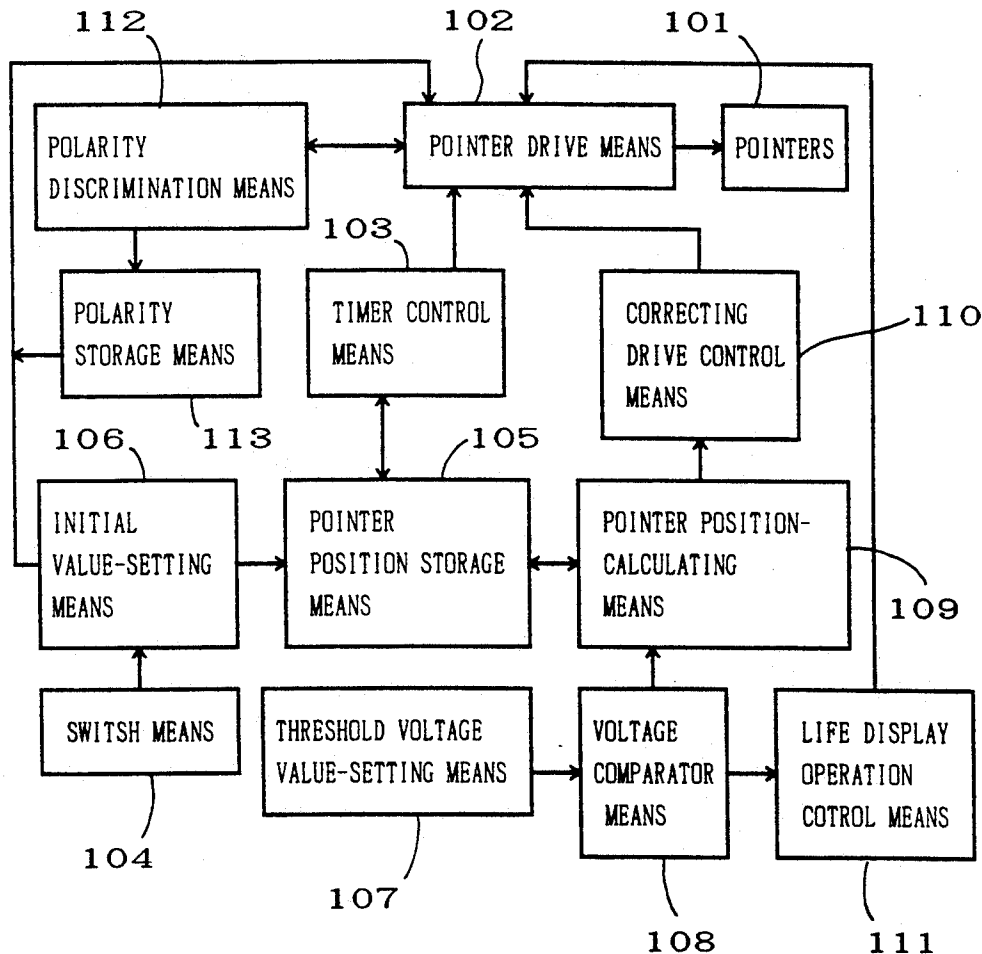 112
102
101
POLARITY
DISCRIMINATION MEANS
POINTER DRIVE MEANS
POINTERS
103
POLARITY
STORAGE MEANS
TIMER CONTROL
MEANS
CORRECTING
DRIVE CONTROL
MEANS
110
113
106
105
INITIAL
VALUE-SETTING
MEANS
POINTER
POSITION STORAGE
MEANS
POINTER POSITION-
CALCULATING
MEANS
109
SWITSH MEANS
THRESHOLD VOLTAGE
VALUE-SETTING MEANS
VOLTAGE
COMPARATOR
MEANS
LIFE DISPLAY
OPERATION
COTROL MEANS
104
107
108
111